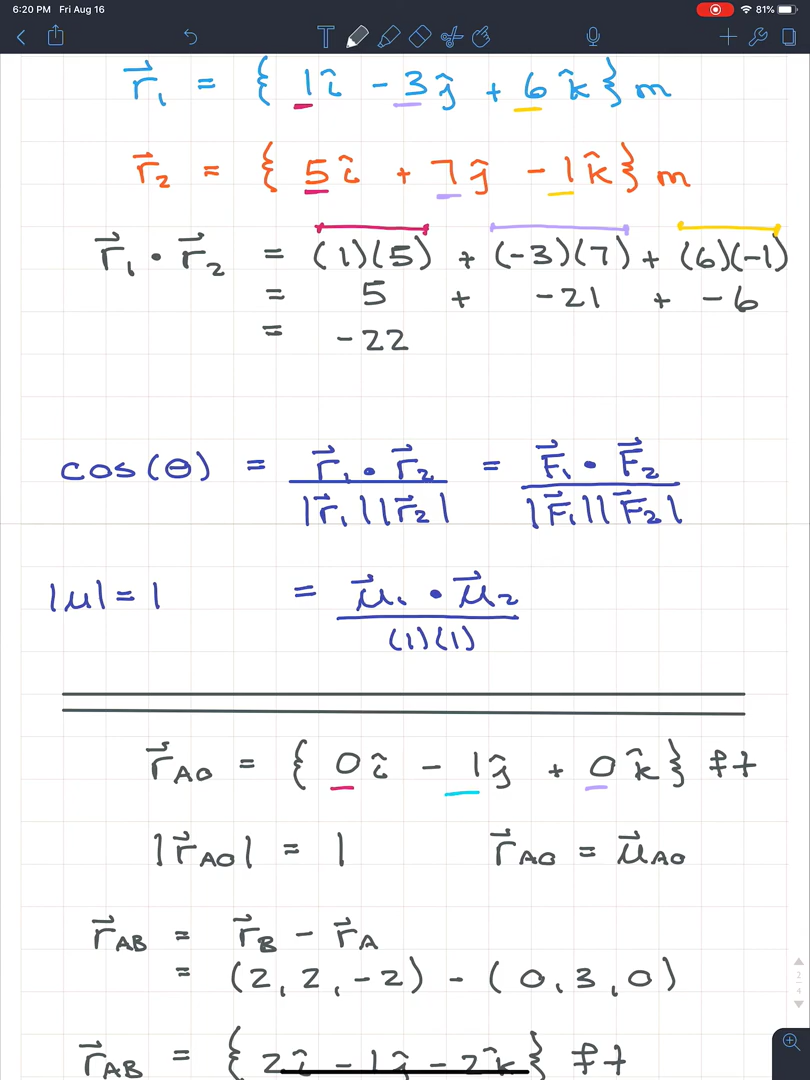 6:20 PM Fri Aug 16 81%
r⃗₁ = { 1î - 3ĵ + 6k̂ } m
r⃗₂ = { 5î + 7ĵ - 1k̂ } m
r⃗₁ • r⃗₂ = (1)(5) + (-3)(7) + (6)(-1)
= 5 + -21 + -6
= -22
cos(θ) = r⃗₁ • r⃗₂ / |r⃗₁||r⃗₂| = F⃗₁ • F⃗₂ / |F⃗₁||F⃗₂|
|μ| = 1 = μ⃗₁ • μ⃗₂ / (1)(1)
r⃗AO = { 0î - 1ĵ + 0k̂ } ft
|r⃗AO| = 1 r⃗AO = μ⃗AO
r⃗AB = r⃗B - r⃗A
= (2, 2, -2) - (0, 3, 0)
r⃗AB = { 2î - 1ĵ - 2k̂ } ft
2
4